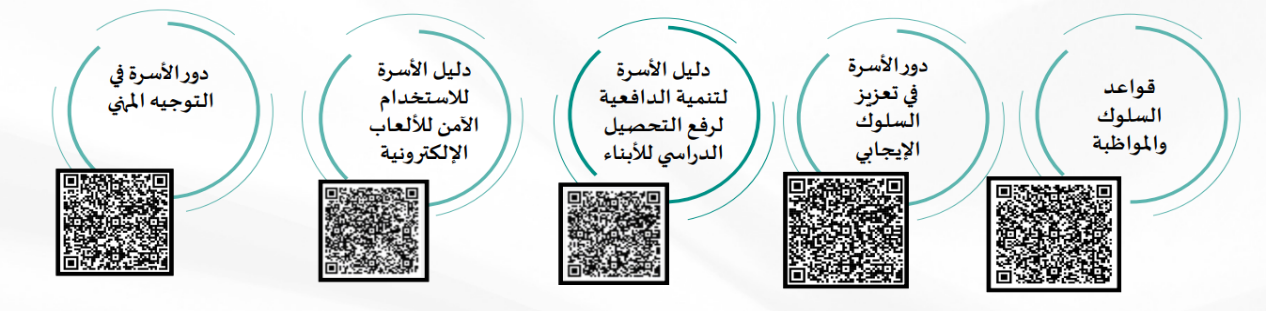 قواعد
السلوك
والمواظبة
دور الأسرة
في تعزيز
السلوك
الإيجابي
دليل الأسرة
لتنمية الدافعية
لرفع التحصيل
الدراسي للأبناء
دليل الأسرة
للاستخدام
الآمن للألعاب
الإلكترونية
دور الأسرة في
التوجيه المهني